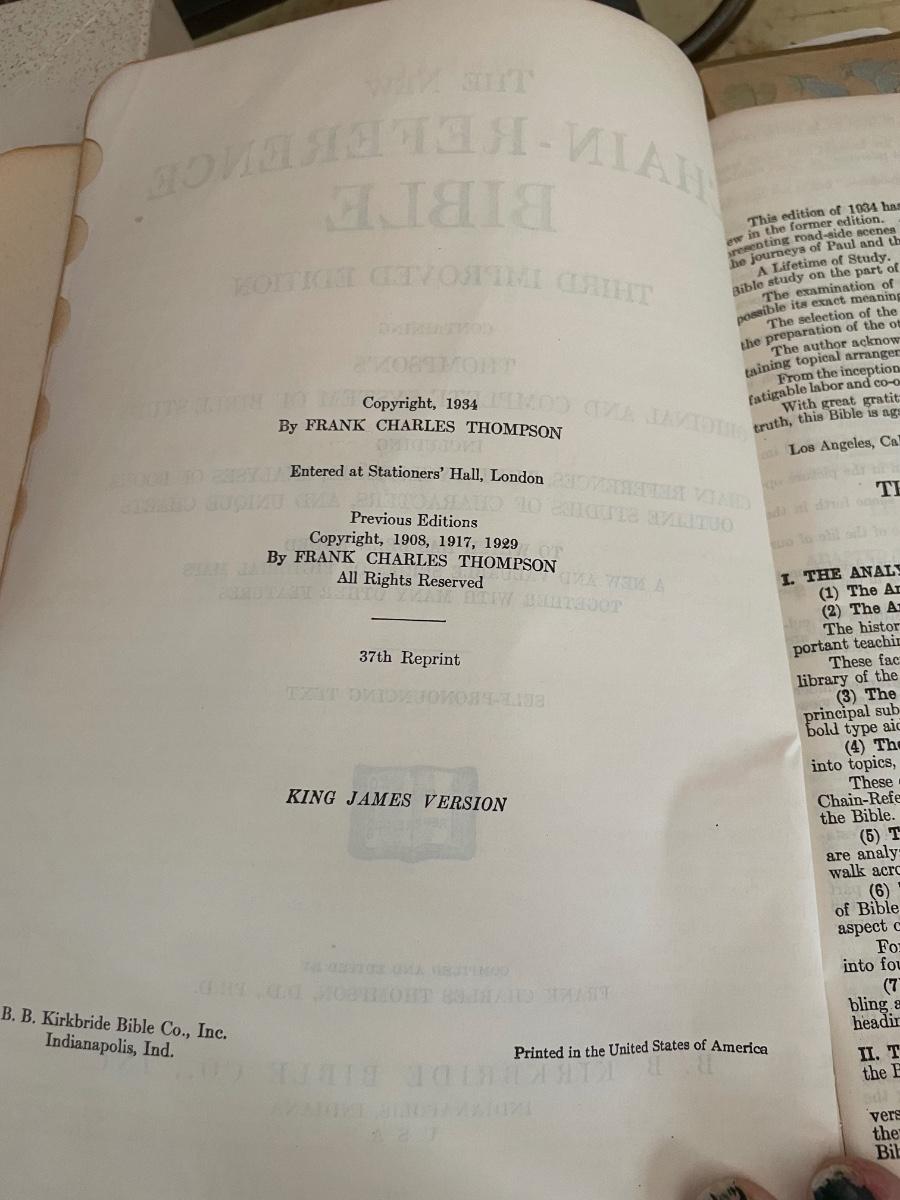 Copyright, 1934
By FRANK CHARLES THOMPSON
Entered at Stationers' Hall, London
Previous Editions
Copyright, 1908, 1917, 1929
By FRANK CHARLES THOMPSON
All Rights Reserved
37th Reprint
KING JAMES VERSION
B. B. Kirkbride Bible Co., Inc.
Indianapolis, Ind.
Printed in the United States of America
This edition of 1934 has
ew in the former edition.
presenting road-side scenes
he journeys of Paul and th
A Lifetime of Study.
Bible study on the part of
The examination of
possible its exact meaning
The selection of the
the preparation of the ot
The author acknow
taining topical arranger
From the inception
fatigable labor and co-o
With great gratit
truth, this Bible is aga
Los Angeles, Cal
I. THE ANALY
(1) The An
(2) The A
The histor
portant teachin
These fac
library of the
(3) The
principal sub
bold type aid
(4) The
into topics,
These
Chain-Refe
the Bible.
(5) T
are analy
walk acro
(6)
of Bible
aspect o
For
into fou
(7
bling a
headin
II. T
the B
vers
the
Bib